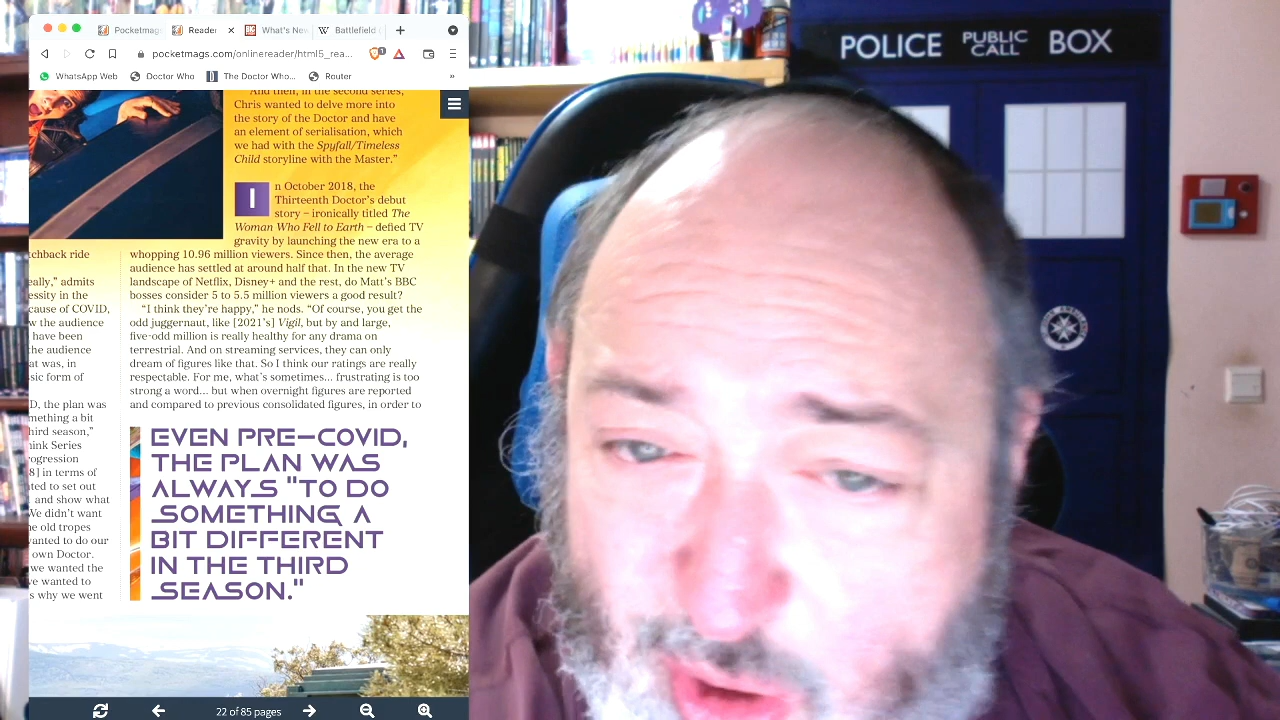 Pocketmag
Reader
What's New
Battlefield (
pocketmags.com/onlinereader/html5_rea...
1
WhatsApp Web
Doctor Who
The Doctor Who...
Router
»
And then, in the second series,
Chris wanted to delve more into
the story of the Doctor and have
an element of serialisation, which
we had with the Spyfall/Timeless
Child storyline with the Master."
In October 2018, the
Thirteenth Doctor's debut
story – ironically titled The
Woman Who Fell to Earth – defied TV
gravity by launching the new era to a
whopping 10.96 million viewers. Since then, the average
audience has settled at around half that. In the new TV
landscape of Netflix, Disney+ and the rest, do Matt's BBC
bosses consider 5 to 5.5 million viewers a good result?
"I think they're happy," he nods. "Of course, you get the
odd juggernaut, like [2021's] Vigil, but by and large,
five-odd million is really healthy for any drama on
terrestrial. And on streaming services, they can only
dream of figures like that. So I think our ratings are really
respectable. For me, what's sometimes... frustrating is too
strong a word... but when overnight figures are reported
and compared to previous consolidated figures, in order to
tchback ride
eally," admits
essity in the
cause of COVID,
w the audience
have been
the audience
at was, in
sic form of
D, the plan was
mething a bit
hird season,"
hink Series
rogression
8] in terms of
ted to set out
and show what
We didn't want
he old tropes
vanted to do our
own Doctor.
we wanted the
ve wanted to
s why we went
EVEN PRE-COVID,
THE PLAN WAS
ALWAYS "TO DO
SOMETHING A
BIT DIFFERENT
IN THE THIRD
SEASON."
22 of 85 pages
POLICE PUBLIC CALL BOX